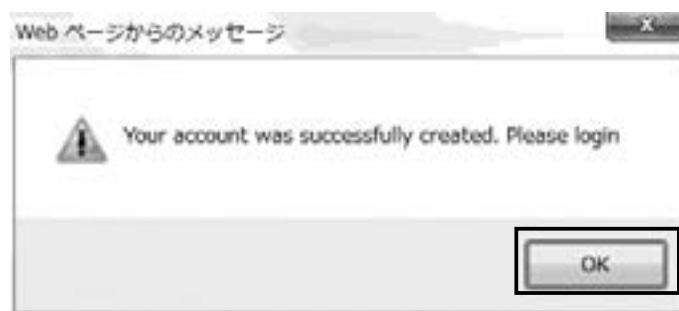 Web ページからのメッセージ
Your account was successfully created. Please login
OK